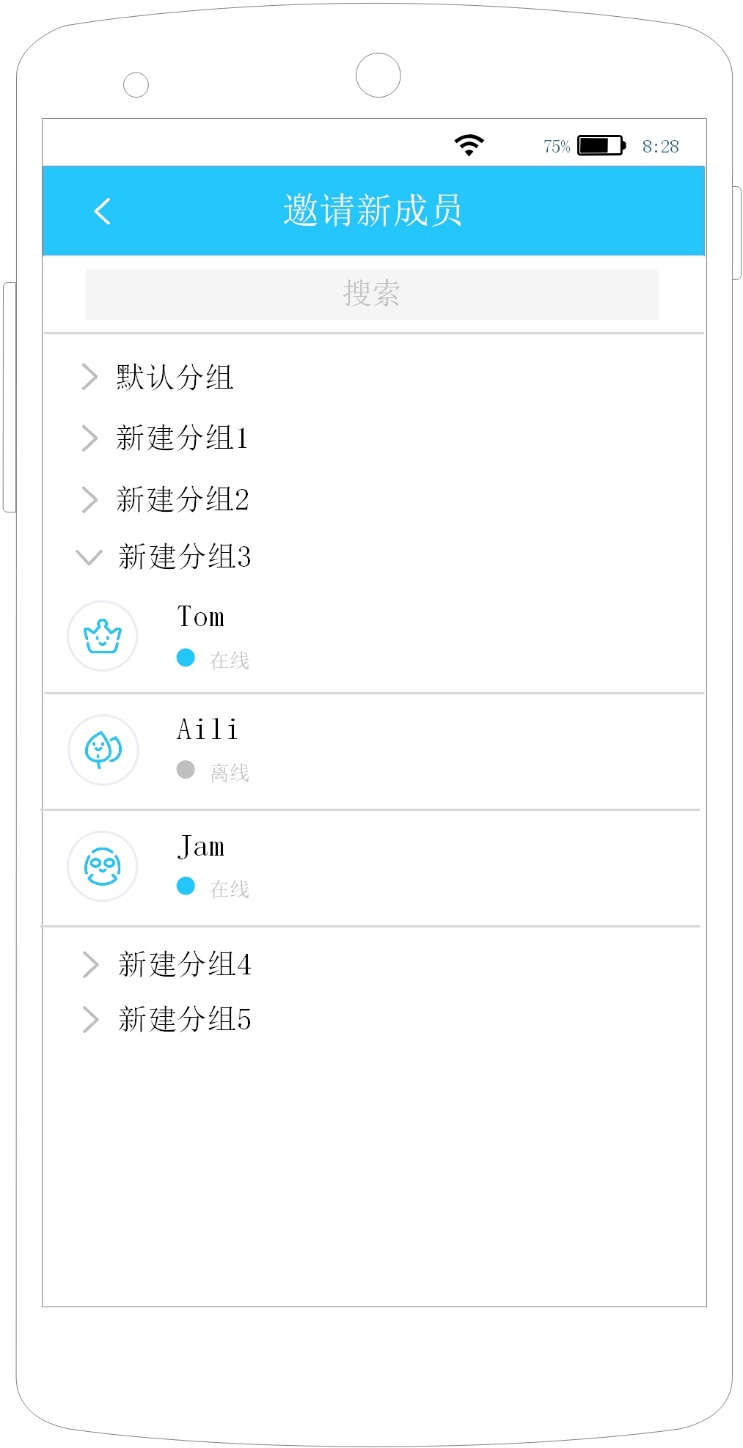 75% 8:28
邀请新成员
搜索
默认分组
新建分组1
新建分组2
新建分组3
Tom
在线
Aili
离线
Jam
在线
新建分组4
新建分组5